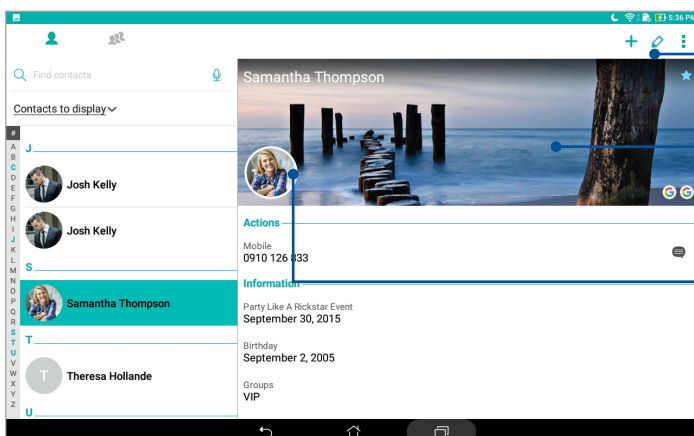 5:36 PM
Find contacts
Contacts to display
#
A
B
C
D
E
F
G
H
I
J
K
L
M
N
O
P
Q
R
S
T
U
V
W
X
Y
Z
J
Josh Kelly
Josh Kelly
S
Samantha Thompson
T
T
Theresa Hollande
U
Samantha Thompson
G G
Actions
Mobile
0910 126 833
Information
Party Like A Rickstar Event
September 30, 2015
Birthday
September 2, 2005
Groups
VIP